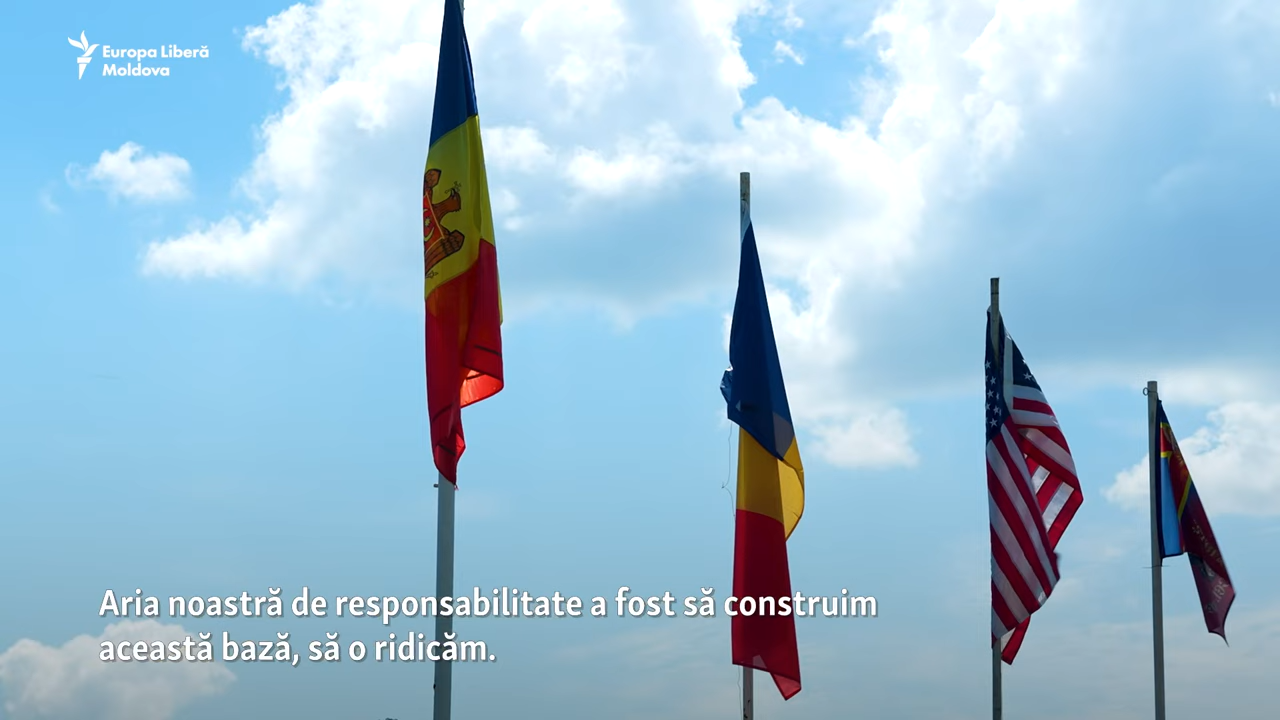 Europa Liberă
Moldova
Aria noastră de responsabilitate a fost să construim
această bază, să o ridicăm.